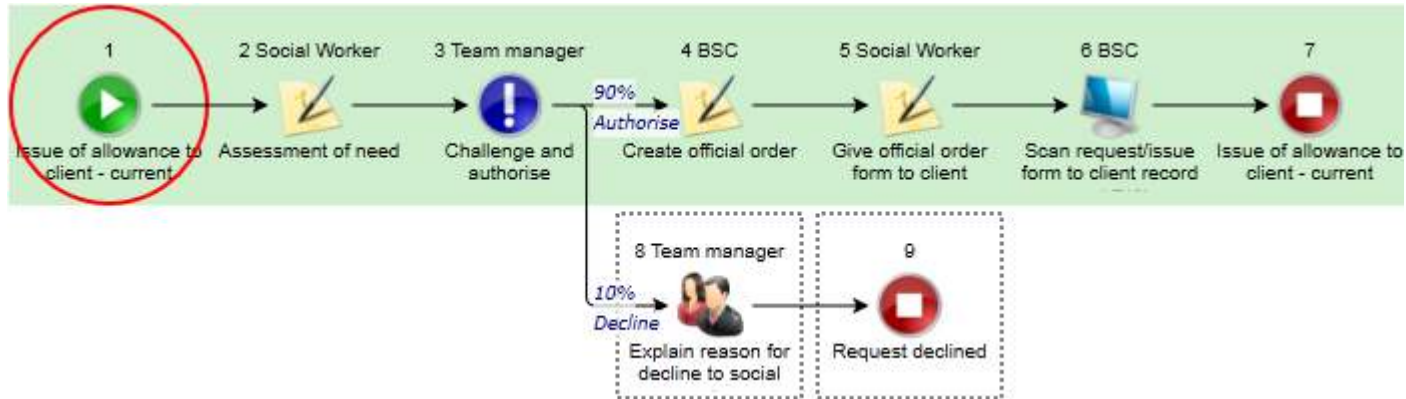 1
2 Social Worker
3 Team manager
4 BSC
5 Social Worker
6 BSC
7
90%
Authorise
Issue of allowance to
client - current
Assessment of need
Challenge and
authorise
Create official order
Give official order
form to client
Scan request/issue
form to client record
Issue of allowance to
client - current
8 Team manager
9
10%
Decline
Explain reason for
decline to social
Request declined